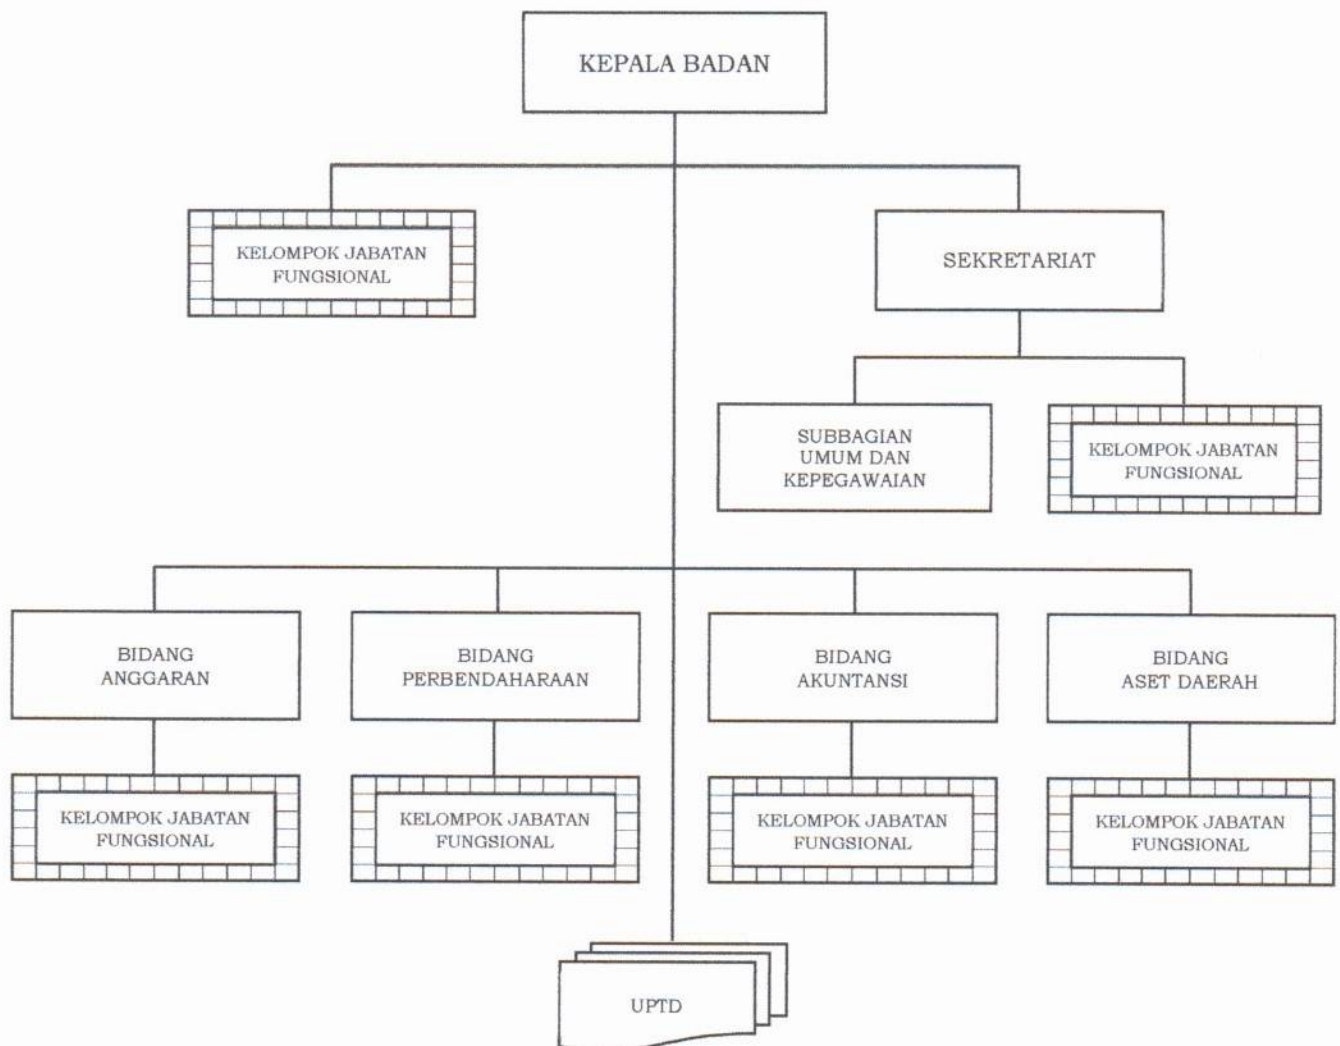 KEPALA BADAN
KELOMPOK JABATAN
FUNGSIONAL
SEKRETARIAT
SUBBAGIAN
UMUM DAN
KEPEGAWAIAN
KELOMPOK JABATAN
FUNGSIONAL
BIDANG
ANGGARAN
BIDANG
PERBENDAHARAAN
BIDANG
AKUNTANSI
BIDANG
ASET DAERAH
KELOMPOK JABATAN
FUNGSIONAL
KELOMPOK JABATAN
FUNGSIONAL
KELOMPOK JABATAN
FUNGSIONAL
KELOMPOK JABATAN
FUNGSIONAL
UPTD